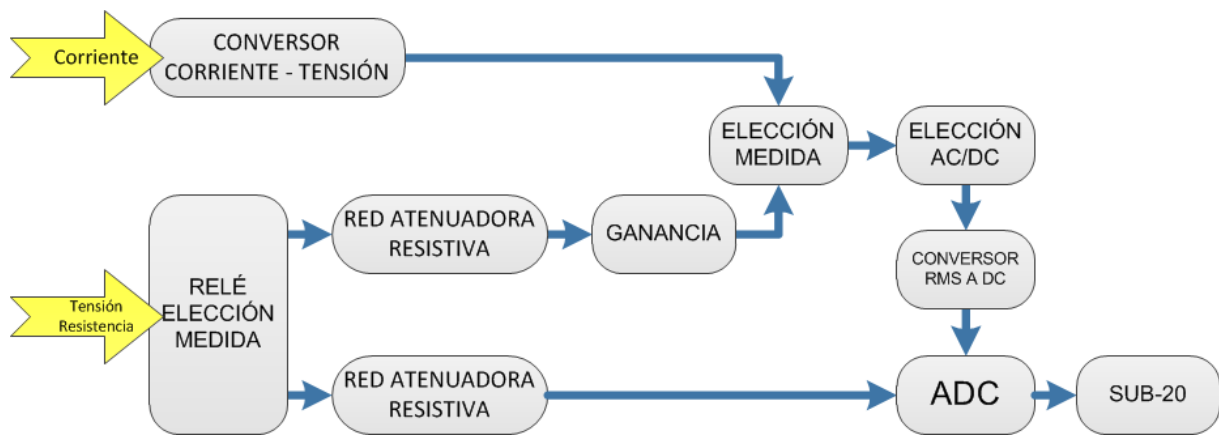 Corriente
CONVERSOR
CORRIENTE - TENSIÓN
ELECCIÓN
MEDIDA
ELECCIÓN
AC/DC
Tensión
Resistencia
RELÉ
ELECCIÓN
MEDIDA
RED ATENUADORA
RESISTIVA
GANANCIA
CONVERSOR
RMS A DC
RED ATENUADORA
RESISTIVA
ADC
SUB-20